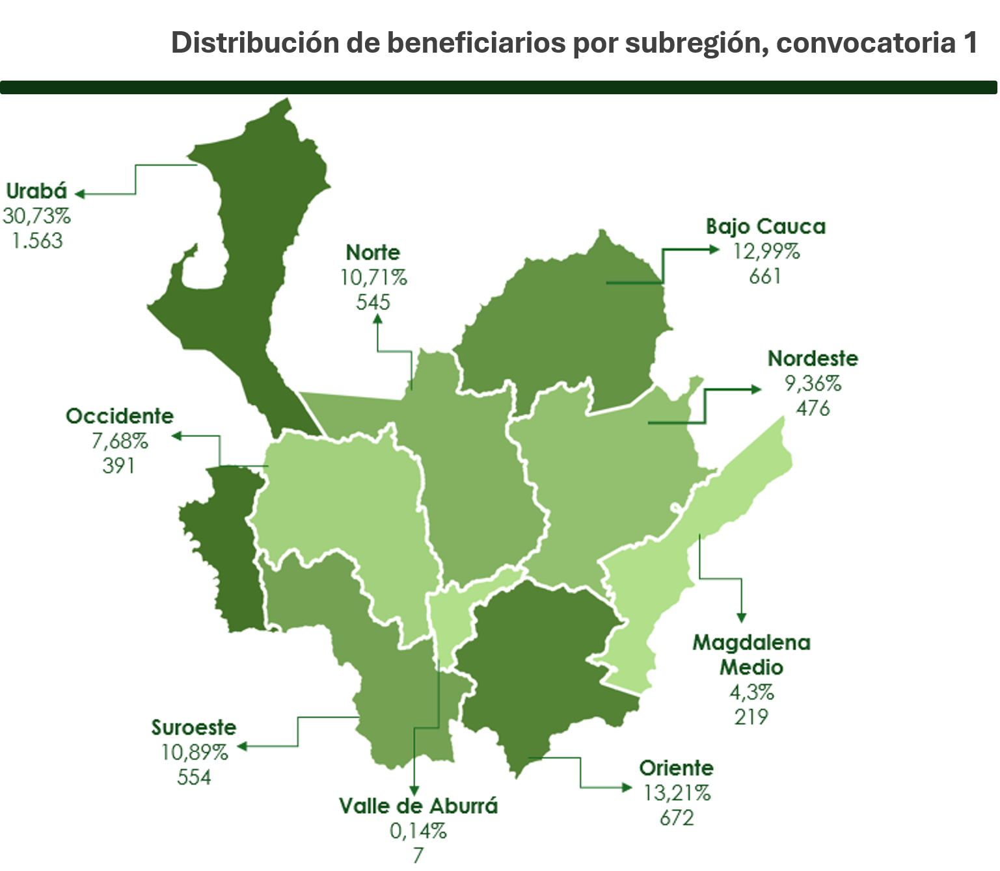 Distribución de beneficiarios por subregión, convocatoria 1
Urabá
30,73%
1.563
Bajo Cauca
12,99%
661
Norte
10,71%
545
Nordeste
9,36%
476
Occidente
7,68%
391
Magdalena
Medio
4,3%
219
Suroeste
10,89%
554
Oriente
13,21%
672
Valle de Aburrá
0,14%
7